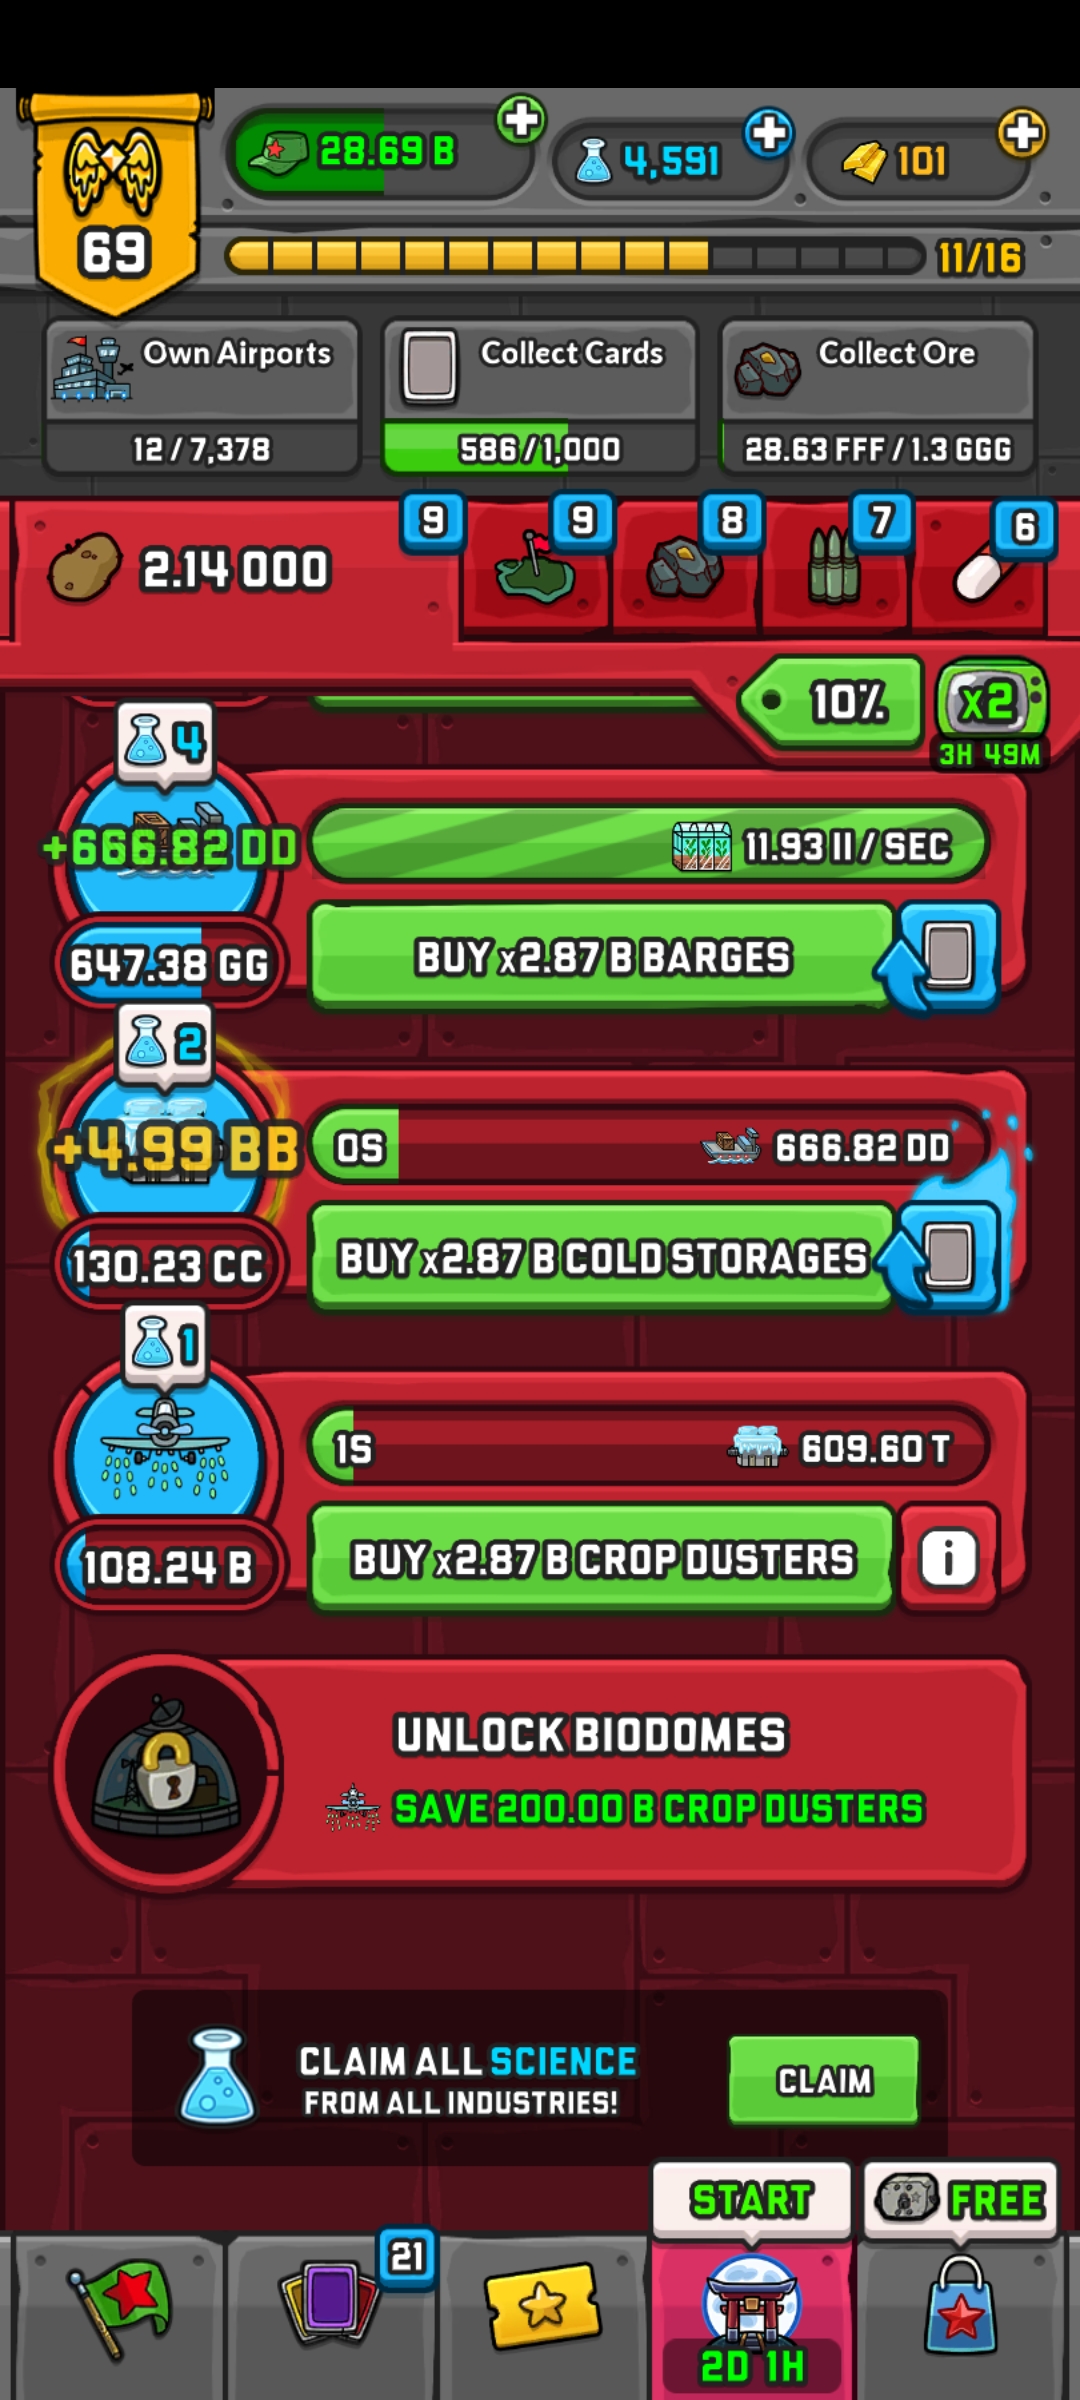 69
28.69 B
4,591
101
11/16
Own Airports
12 / 7,378
Collect Cards
586 / 1,000
Collect Ore
28.63 FFF / 1.3 GGG
2.14 000
9
9
8
7
6
10%
x2
3H 49M
4
+666.82 DD
11.93 II / SEC
647.38 GG
BUY x2.87 B BARGES
2
+4.99 BB
0S
666.82 DD
130.23 CC
BUY x2.87 B COLD STORAGES
1
1S
609.60 T
108.24 B
BUY x2.87 B CROP DUSTERS
i
UNLOCK BIODOMES
SAVE 200.00 B CROP DUSTERS
CLAIM ALL SCIENCE
FROM ALL INDUSTRIES!
CLAIM
START
FREE
21
2D 1H